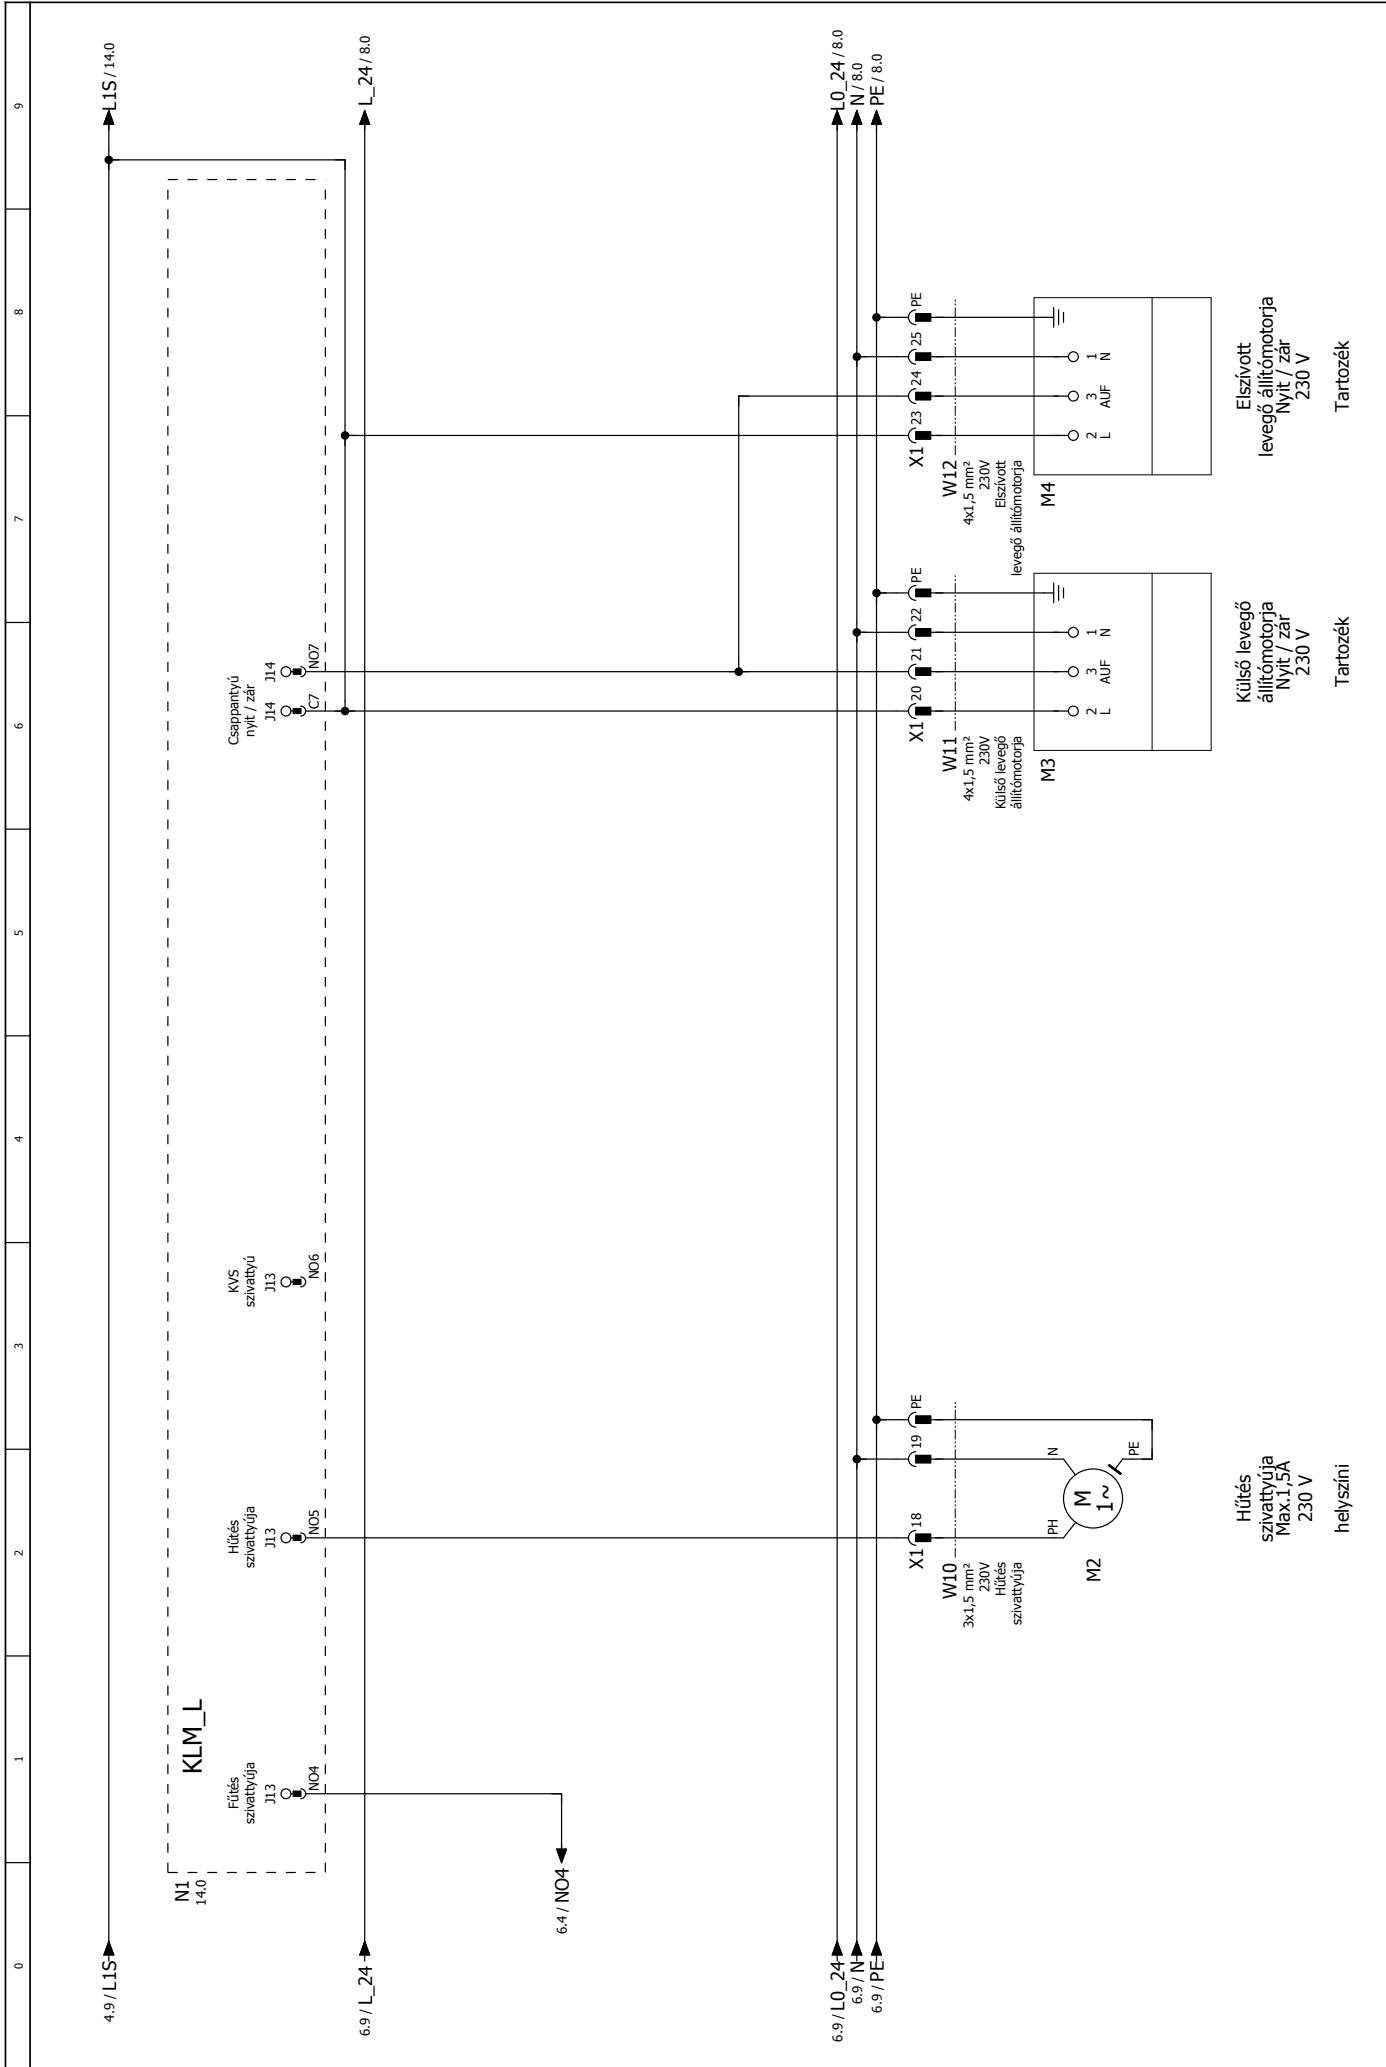 0
1
2
3
4
5
6
7
8
9
4.9 / L1S
L1S / 14.0
N1
14.0
KLM_L
Fűtés
szivattyúja
J13
NO4
Hűtés
szivattyúja
J13
NO5
KVS
szivattyú
J13
NO6
Csappantyú
nyit / zár
J14
C7
J14
NO7
6.9 / L_24
L_24 / 8.0
6.4 / NO4
6.9 / L0_24
L0_24 / 8.0
6.9 / N
N / 8.0
6.9 / PE
PE / 8.0
X1
18
19
PE
W10
3x1,5 mm²
230V
Hűtés
szivattyúja
PH
N
M
1~
PE
M2
Hűtés
szivattyúja
Max.1,5A
230 V
helyszíni
X1
20
21
22
PE
W11
4x1,5 mm²
230V
Külső levegő
állítómotorja
M3
2
L
3
AUF
1
N
Külső levegő
állítómotorja
Nyit / zár
230 V
Tartozék
X1
23
24
25
PE
W12
4x1,5 mm²
230V
Elszívott
levegő állítómotorja
M4
2
L
3
AUF
1
N
Elszívott
levegő állítómotorja
Nyit / zár
230 V
Tartozék